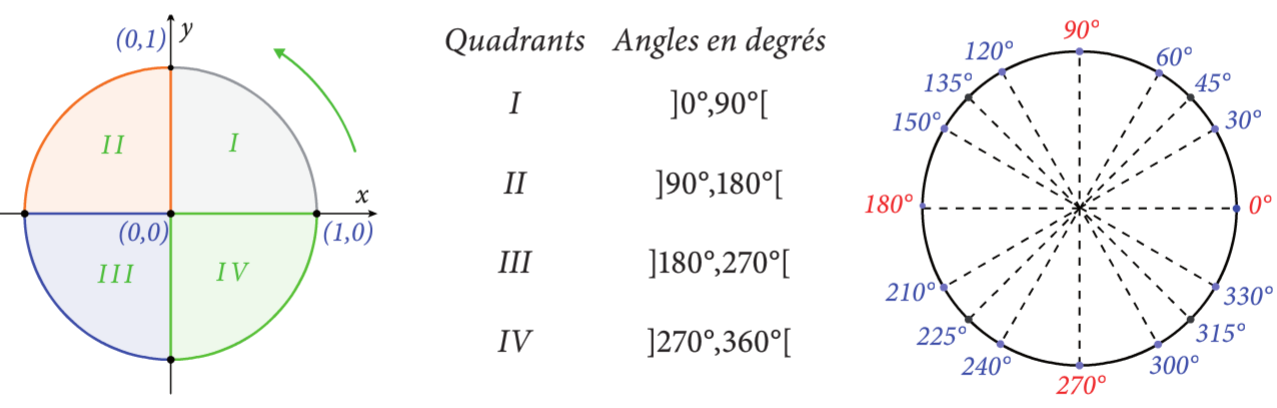 y
(0,1)
II
I
x
(0,0)
(1,0)
III
IV
Quadrants Angles en degrés
I ]0°,90°[
II ]90°,180°[
III ]180°,270°[
IV ]270°,360°[
90°
120°
60°
135°
45°
150°
30°
180°
0°
210°
330°
225°
315°
240°
300°
270°